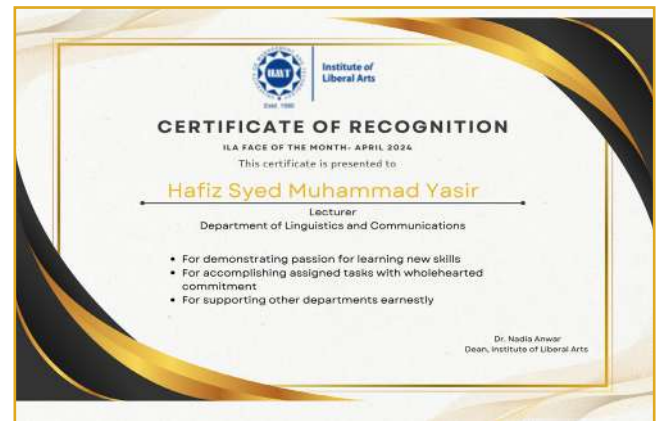 Institute of
Liberal Arts
CERTIFICATE OF RECOGNITION
ILA FACE OF THE MONTH- APRIL 2024
This certificate is presented to
Hafiz Syed Muhammad Yasir
Lecturer
Department of Linguistics and Communications
• For demonstrating passion for learning new skills
• For accomplishing assigned tasks with wholehearted
commitment
• For supporting other departments earnestly
Dr. Nadia Anwar
Dean, Institute of Liberal Arts